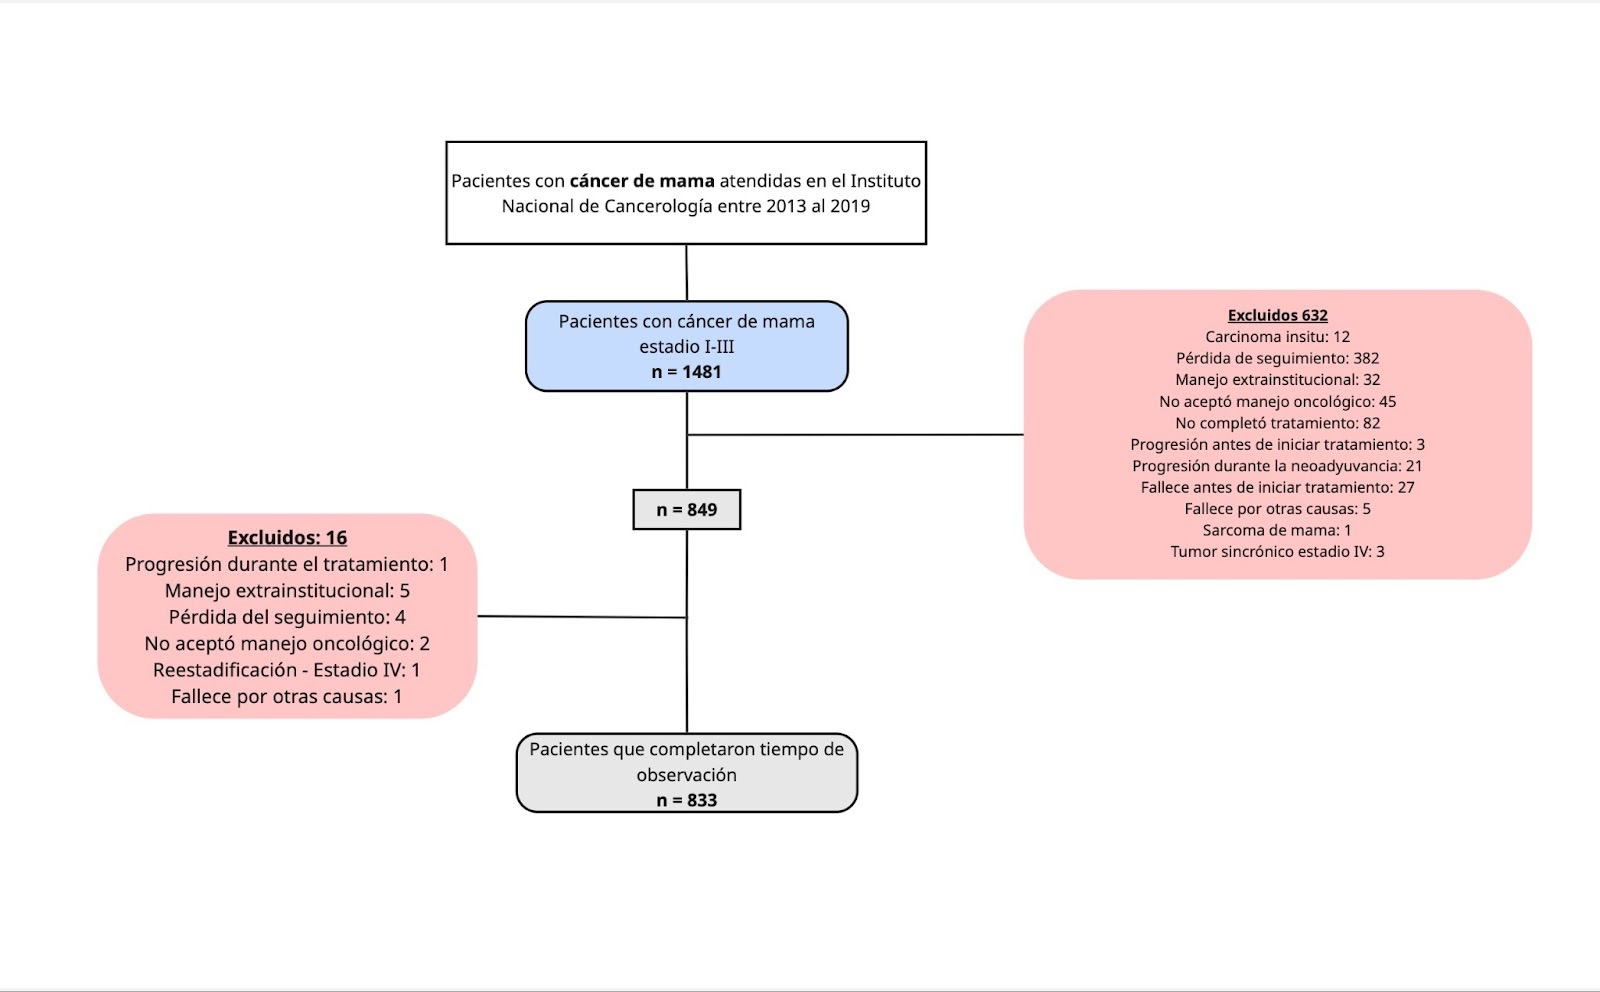 Pacientes con cáncer de mama atendidas en el Instituto
Nacional de Cancerología entre 2013 al 2019
Pacientes con cáncer de mama
estadio I-III
n = 1481
Excluidos 632
Carcinoma insitu: 12
Pérdida de seguimiento: 382
Manejo extrainstitucional: 32
No aceptó manejo oncológico: 45
No completó tratamiento: 82
Progresión antes de iniciar tratamiento: 3
Progresión durante la neoadyuvancia: 21
Fallece antes de iniciar tratamiento: 27
Fallece por otras causas: 5
Sarcoma de mama: 1
Tumor sincrónico estadio IV: 3
n = 849
Excluidos: 16
Progresión durante el tratamiento: 1
Manejo extrainstitucional: 5
Pérdida del seguimiento: 4
No aceptó manejo oncológico: 2
Reestadificación - Estadio IV: 1
Fallece por otras causas: 1
Pacientes que completaron tiempo de
observación
n = 833